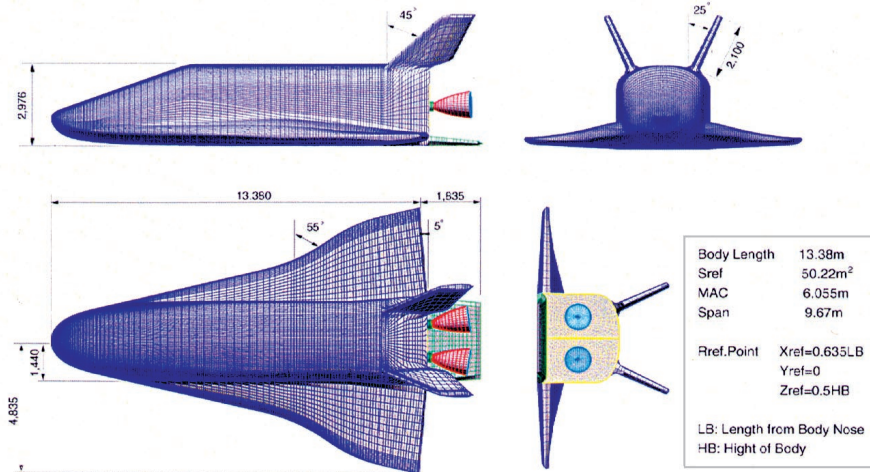 45°
2,976
25°
2,100
13.380
1,635
55°
5°
1,440
4,835
Body Length 13.38m
Sref 50.22m²
MAC 6.055m
Span 9.67m
Rref.Point Xref=0.635LB
Yref=0
Zref=0.5HB
LB: Length from Body Nose
HB: Hight of Body